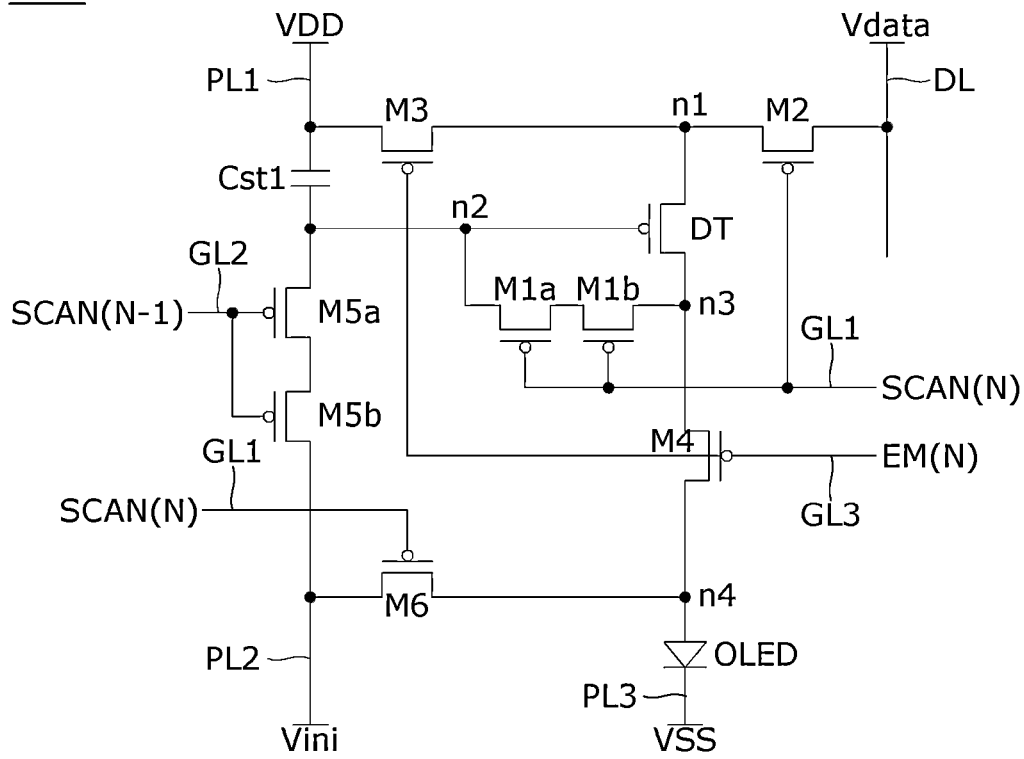 VDD
Vdata
PL1
DL
M3
n1
M2
Cst1
n2
DT
GL2
M1a
M1b
n3
SCAN(N-1)
M5a
GL1
SCAN(N)
M5b
M4
GL1
EM(N)
SCAN(N)
GL3
M6
n4
PL2
OLED
PL3
Vini
VSS